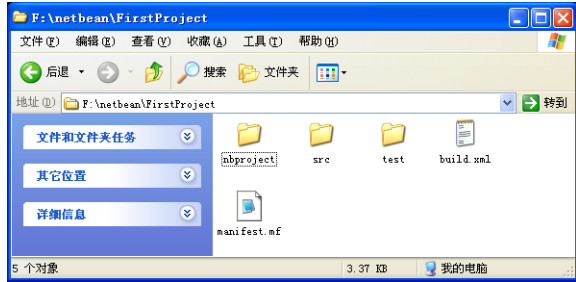 F:\netbean\FirstProject
文件(F) 编辑(E) 查看(V) 收藏(A) 工具(T) 帮助(H)
后退 搜索 文件夹
地址(D) F:\netbean\FirstProject 转到
文件和文件夹任务
其它位置
详细信息
nbproject src test build.xml
manifest.mf
5 个对象 3.37 KB 我的电脑